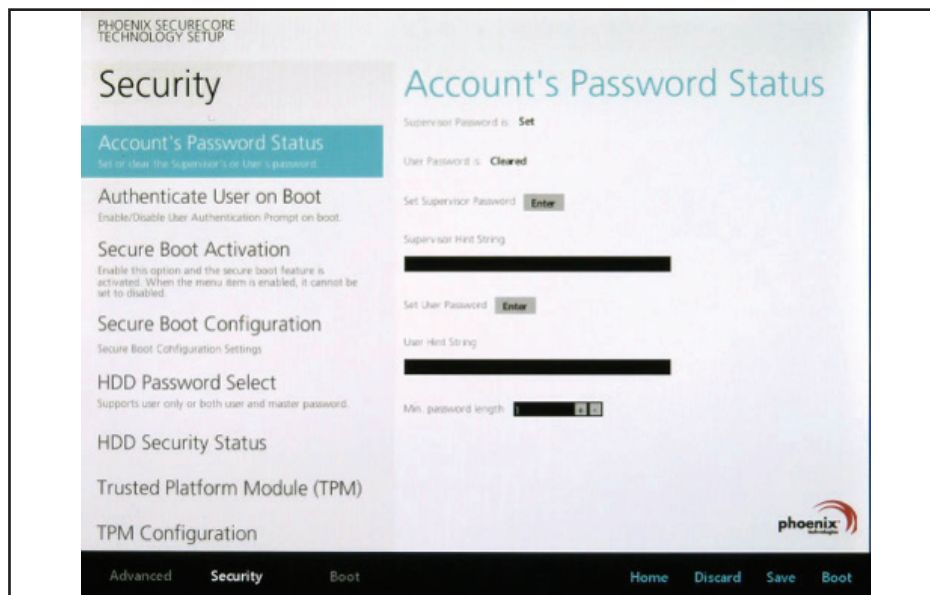 PHOENIX SECURECORE
TECHNOLOGY SETUP
Security
Account's Password Status
Set or clear the Supervisor's or User's password.
Authenticate User on Boot
Enable/Disable User Authentication Prompt on boot.
Secure Boot Activation
Enable this option and the secure boot feature is
activated. When the menu item is enabled, it cannot be
set to disabled.
Secure Boot Configuration
Secure Boot Configuration Settings
HDD Password Select
Supports user only or both user and master password.
HDD Security Status
Trusted Platform Module (TPM)
TPM Configuration
Account's Password Status
Supervisor Password is Set
User Password is Cleared
Set Supervisor Password Enter
Supervisor Hint String
Set User Password Enter
User Hint String
Min. password length 1 + -
phoenix
technologies
Advanced Security Boot Home Discard Save Boot